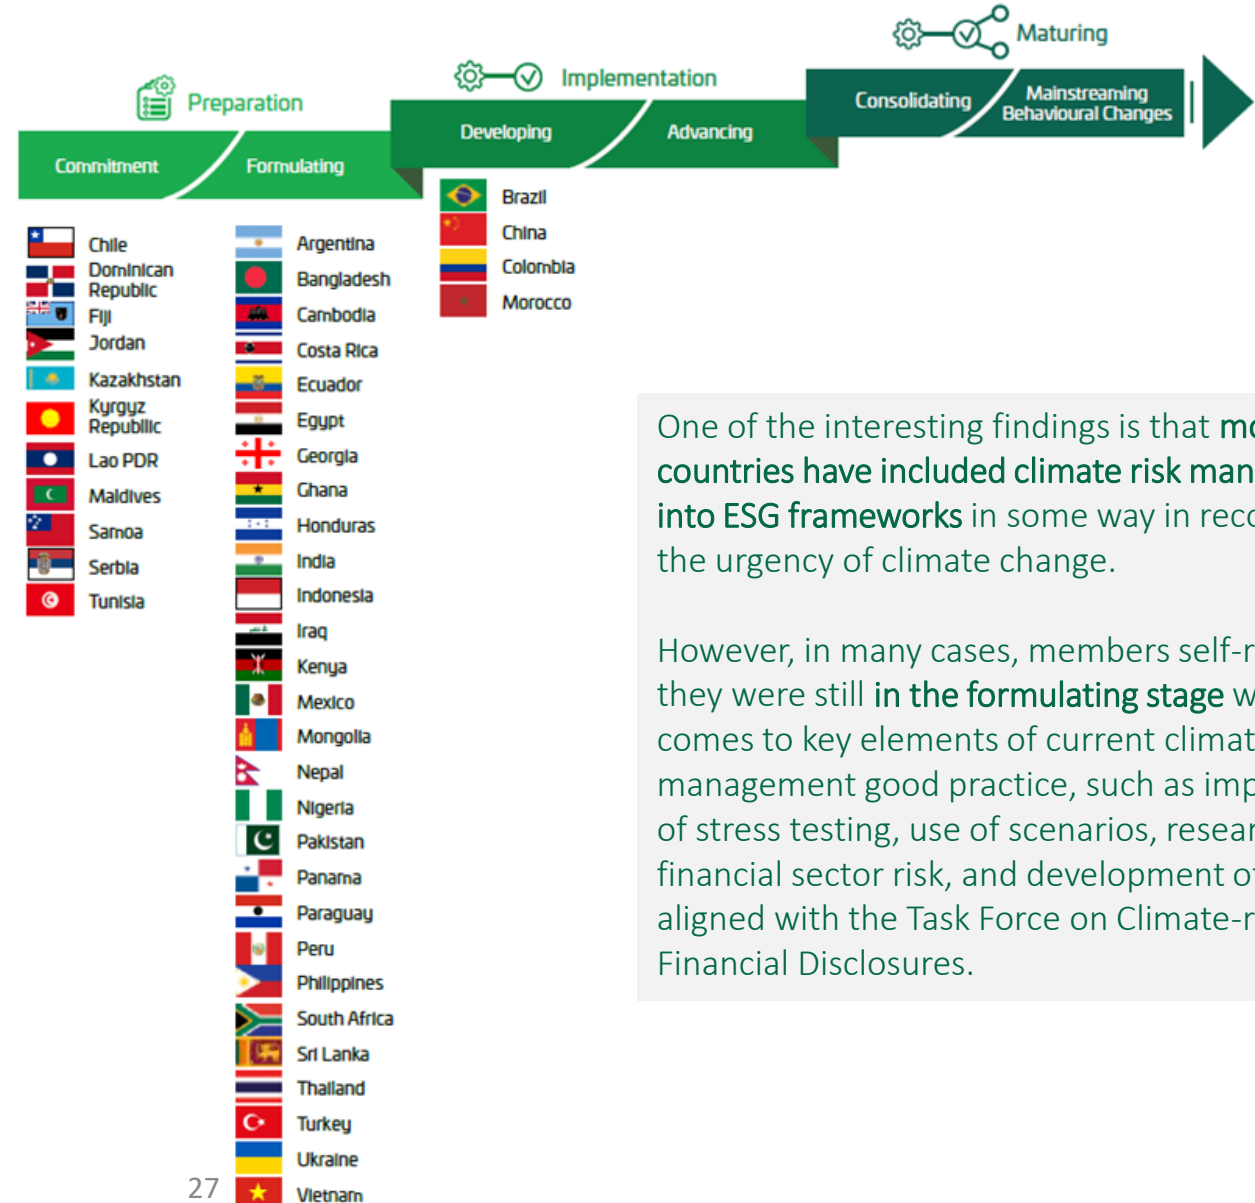 Maturing
Implementation
Preparation
Consolidating
Mainstreaming
Behavioural Changes
Developing
Advancing
Commitment
Formulating
Chile
Dominican
Republic
Fiji
Jordan
Kazakhstan
Kyrgyz
Republlic
Lao PDR
Maldives
Samoa
Serbia
Tunisia
Argentina
Bangladesh
Cambodia
Costa Rica
Ecuador
Egypt
Georgia
Ghana
Honduras
India
Indonesia
Iraq
Kenya
Mexico
Mongolia
Nepal
Nigeria
Pakistan
Panama
Paraguay
Peru
Philippines
South Africa
Sri Lanka
Thailand
Turkey
Ukraine
Vietnam
Brazil
China
Colombia
Morocco
One of the interesting findings is that
countries have included climate risk
into ESG frameworks in some way in
the urgency of climate change.
However, in many cases, members
they were still in the formulating stage
comes to key elements of current
management good practice, such as
of stress testing, use of scenarios,
financial sector risk, and development
aligned with the Task Force on
Financial Disclosures.
27